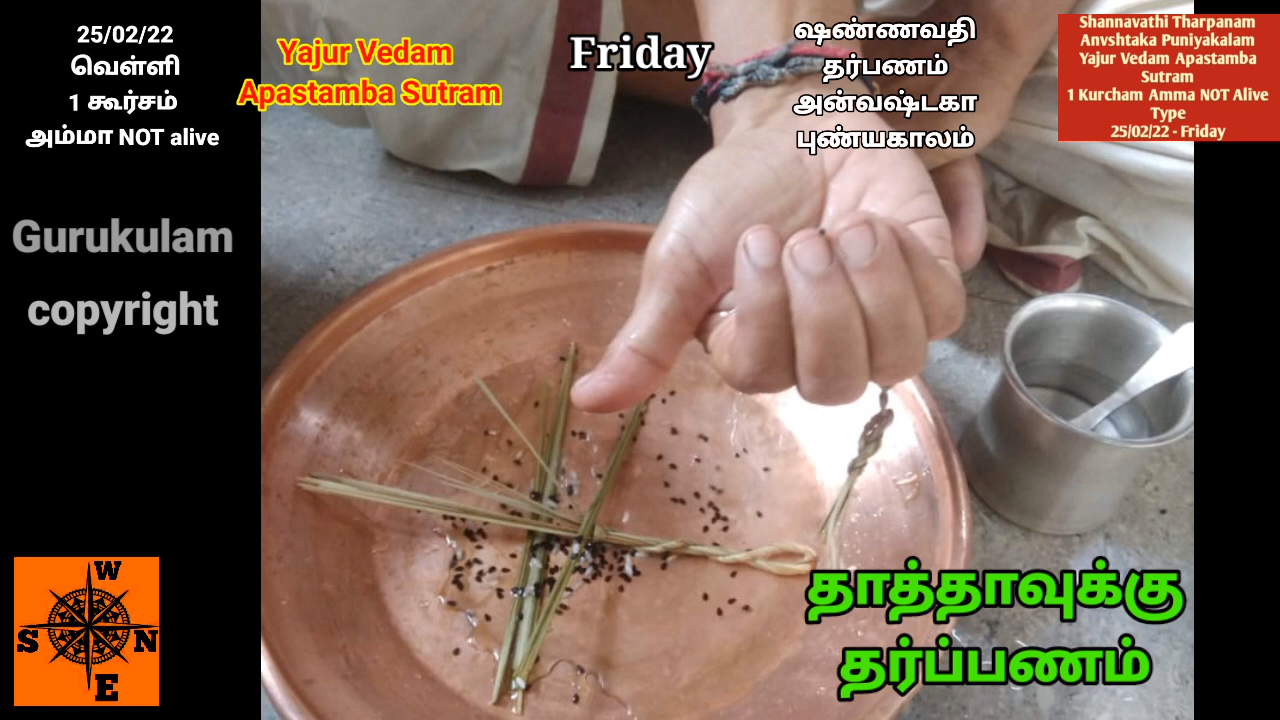 25/02/22
வெள்ளி
1 கூர்சம்
அம்மா NOT alive
Yajur Vedam
Apastamba Sutram
Friday
ஷண்ணவதி
தர்பணம்
அன்வஷ்டகா
புண்யகாலம்
Shannavathi Tharpanam
Anvshtaka Puniyakalam
Yajur Vedam Apastamba
Sutram
1 Kurcham Amma NOT Alive
Type
25/02/22 - Friday
Gurukulam
copyright
W
S N
E
தாத்தாவுக்கு
தர்ப்பணம்